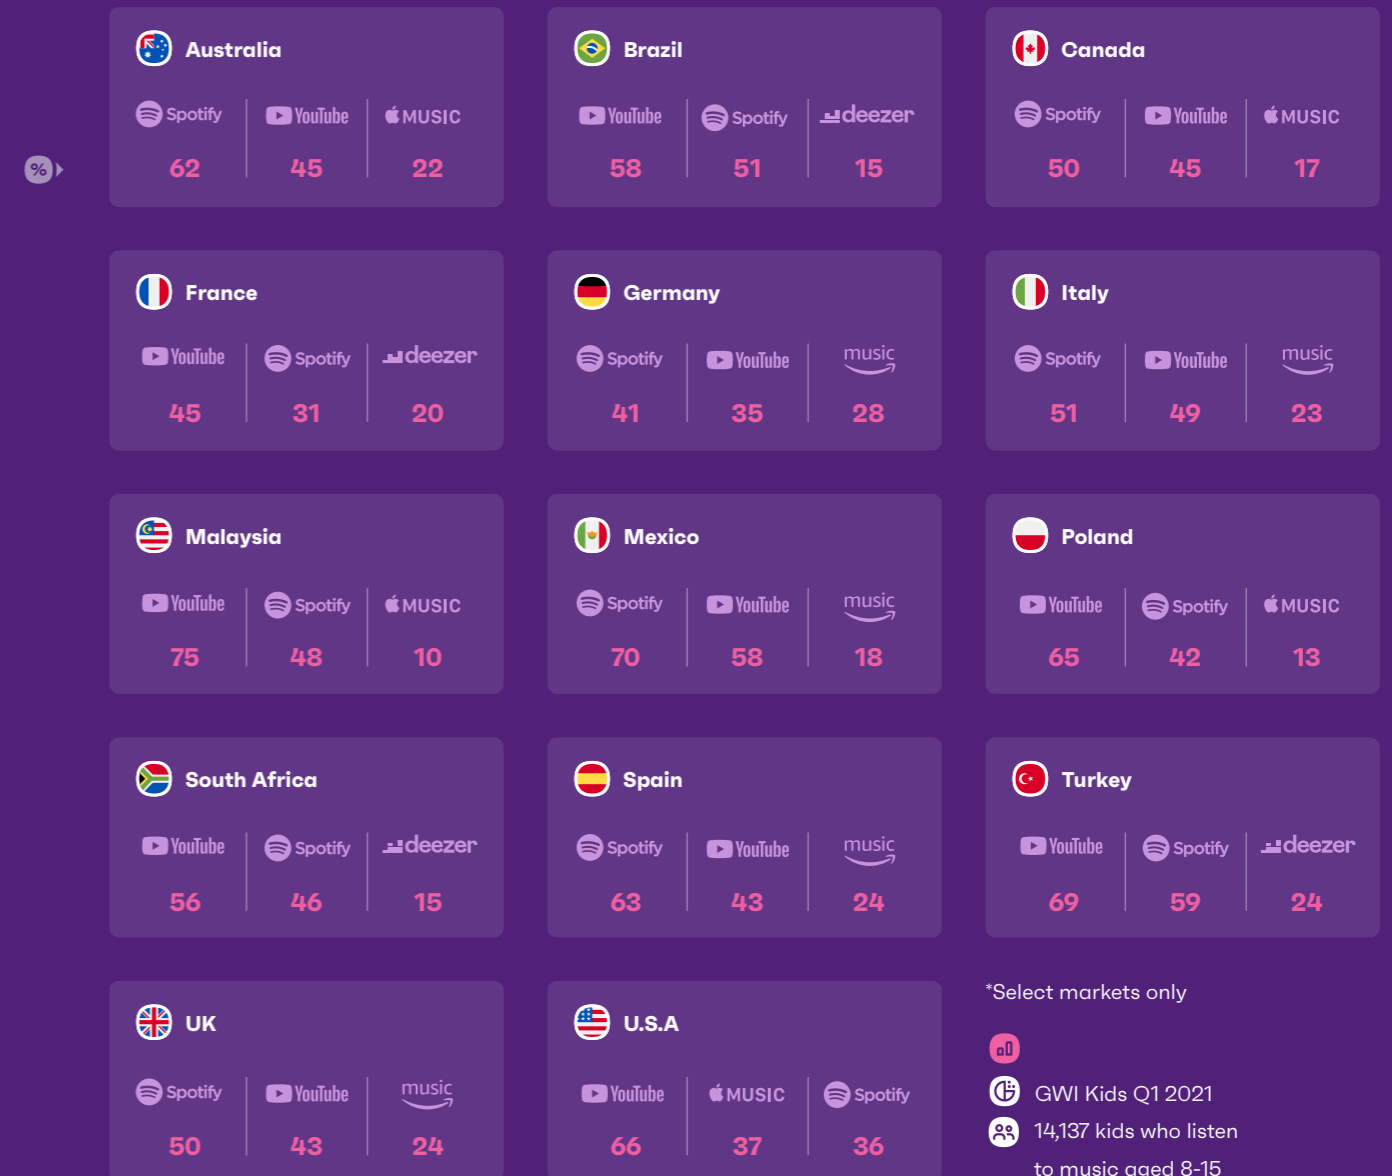 Australia
Spotify YouTube MUSIC
62 45 22
Brazil
YouTube Spotify deezer
58 51 15
Canada
Spotify YouTube MUSIC
50 45 17
%
France
YouTube Spotify deezer
45 31 20
Germany
Spotify YouTube music
41 35 28
Italy
Spotify YouTube music
51 49 23
Malaysia
YouTube Spotify MUSIC
75 48 10
Mexico
Spotify YouTube music
70 58 18
Poland
YouTube Spotify MUSIC
65 42 13
South Africa
YouTube Spotify deezer
56 46 15
Spain
Spotify YouTube music
63 43 24
Turkey
YouTube Spotify deezer
69 59 24
UK
Spotify YouTube music
50 43 24
U.S.A
YouTube MUSIC Spotify
66 37 36
*Select markets only
GWI Kids Q1 2021
14,137 kids who listen
to music aged 8-15